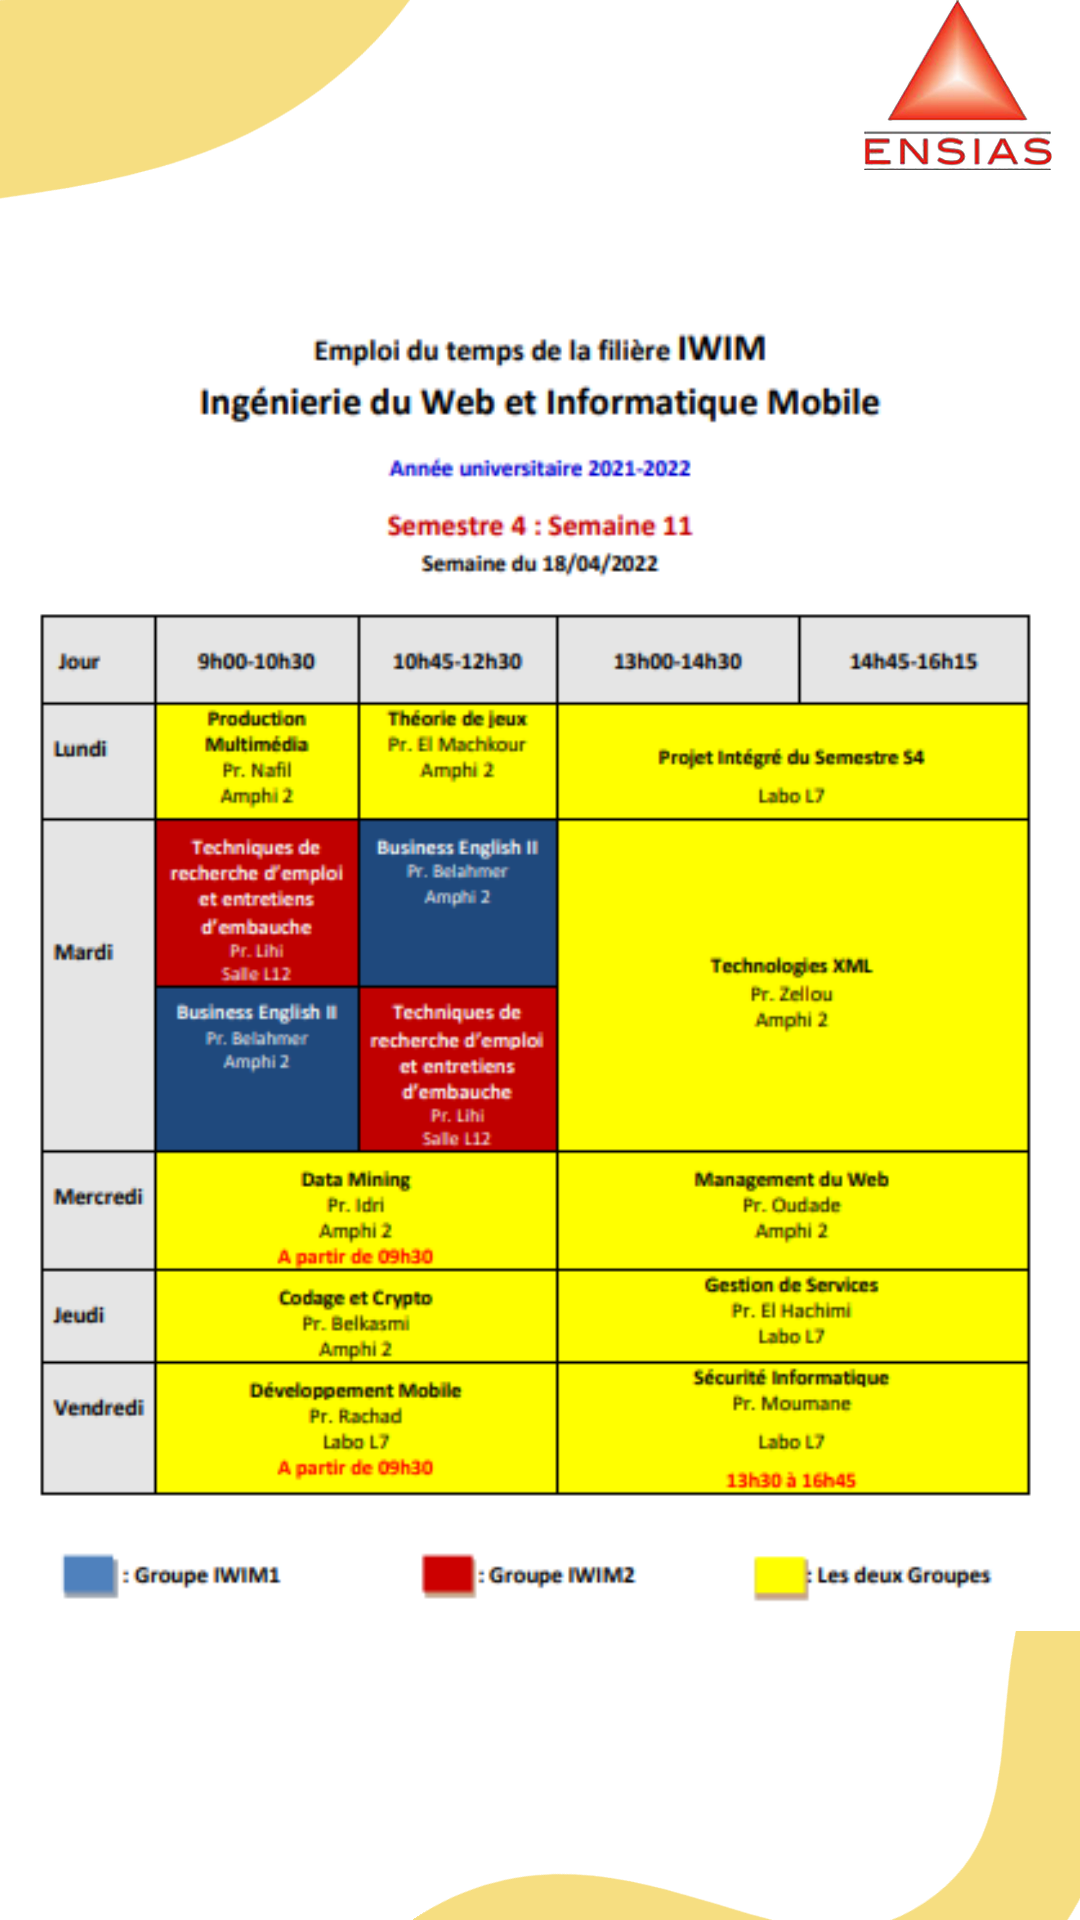 ENSIAS
Emploi du temps de la filière IWIM
Ingénierie du Web et Informatique Mobile
Année universitaire 2021-2022
Semestre 4 : Semaine 11
Semaine du 18/04/2022
Jour
9h00-10h30
10h45-12h30
13h00-14h30
14h45-16h15
Lundi
Production
Multimédia
Pr. Nafil
Amphi 2
Théorie de jeux
Pr. El Machkour
Amphi 2
Projet Intégré du Semestre S4
Labo L7
Mardi
Techniques de
recherche d'emploi
et entretiens
d'embauche
Pr. Lihi
Salle L12
Business English II
Pr. Belahmer
Amphi 2
Technologies XML
Pr. Zellou
Amphi 2
Business English II
Pr. Belahmer
Amphi 2
Techniques de
recherche d'emploi
et entretiens
d'embauche
Pr. Lihi
Salle L12
Mercredi
Data Mining
Pr. Idri
Amphi 2
A partir de 09h30
Management du Web
Pr. Oudade
Amphi 2
Jeudi
Codage et Crypto
Pr. Belkasmi
Amphi 2
Gestion de Services
Pr. El Hachimi
Labo L7
Vendredi
Développement Mobile
Pr. Rachad
Labo L7
A partir de 09h30
Sécurité Informatique
Pr. Moumane
Labo L7
13h30 à 16h45
: Groupe IWIM1
: Groupe IWIM2
: Les deux Groupes